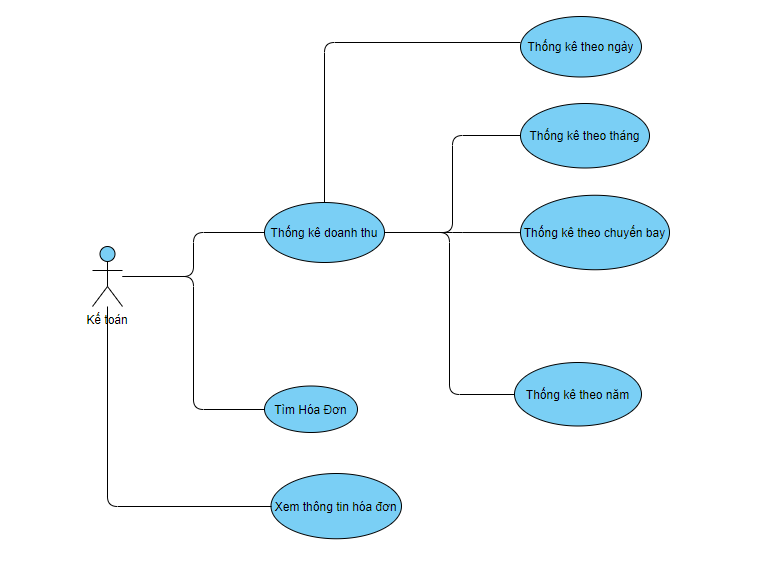 Thống kê theo ngày
Thống kê theo tháng
Thống kê doanh thu
Thống kê theo chuyến bay
Kế toán
Thống kê theo năm
Tìm Hóa Đơn
Xem thông tin hóa đơn